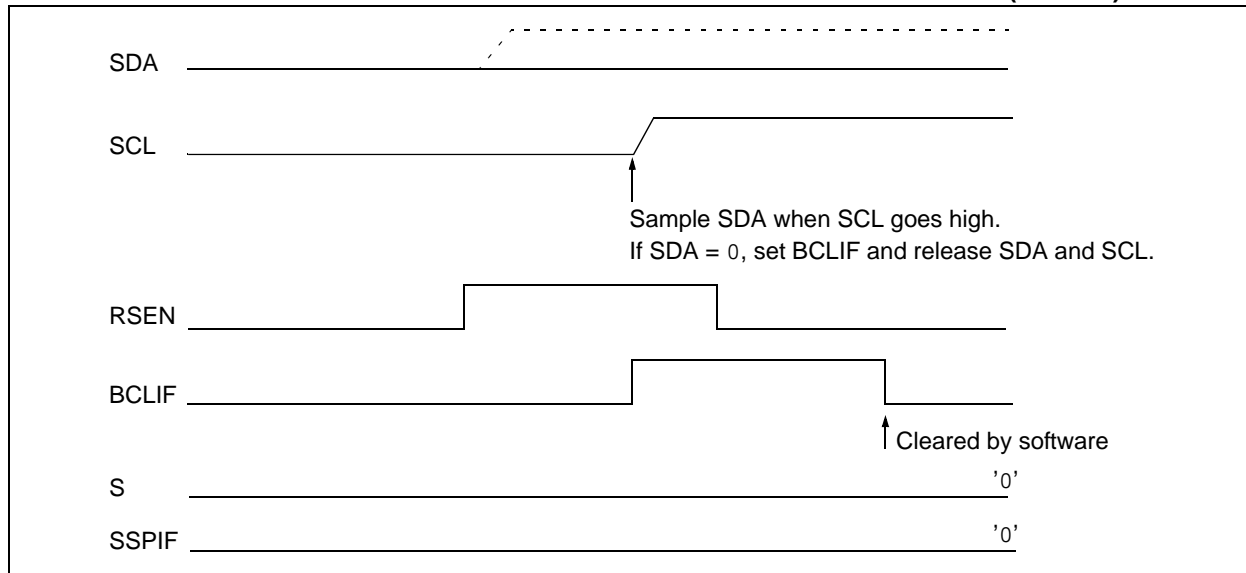 SDA
SCL
Sample SDA when SCL goes high.
If SDA = 0, set BCLIF and release SDA and SCL.
RSEN
BCLIF
Cleared by software
S
'0'
SSPIF
'0'